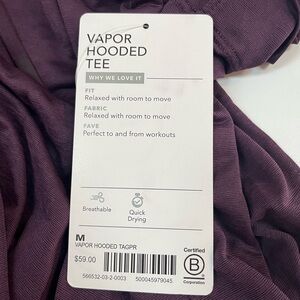 VAPOR
HOODED
TEE
WHY WE LOVE IT
FIT
Relaxed with room to move
FABRIC
Relaxed with room to move
FAVE
Perfect to and from workouts
Breathable
Quick
Drying
M
VAPOR HOODED TAGPR
$59.00
560532-03-2-0003
500045979045
Certified
B
Corporation